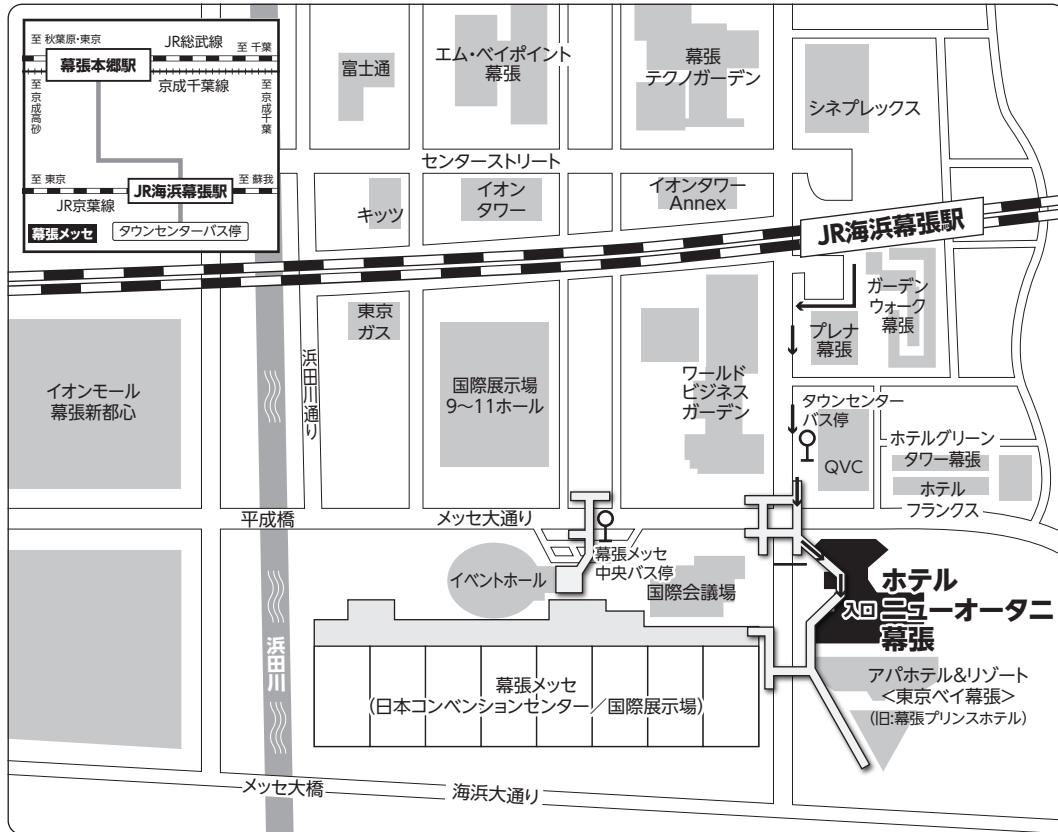 至 秋葉原・東京
JR総武線
至 千葉
幕張本郷駅
京成千葉線
至 京成高砂
至 京成千葉
至 東京
JR海浜幕張駅
至 蘇我
JR京葉線
幕張メッセ
タウンセンターバス停
富士通
エム・ベイポイント
幕張
幕張
テクノガーデン
シネプレックス
センターストリート
キッツ
イオン
タワー
イオンタワー
Annex
JR海浜幕張駅
東京
ガス
ガーデン
ウォーク
幕張
プレナ
幕張
イオンモール
幕張新都心
浜田川通り
国際展示場
9〜11ホール
ワールド
ビジネス
ガーデン
タウンセンター
バス停
QVC
ホテルグリーン
タワー幕張
ホテル
フランクス
平成橋
メッセ大通り
幕張メッセ
中央バス停
イベントホール
国際会議場
入口
ホテル
ニューオータニ
幕張
浜田川
幕張メッセ
(日本コンベンションセンター/国際展示場)
アパホテル&リゾート
<東京ベイ幕張>
(旧:幕張プリンスホテル)
メッセ大橋
海浜大通り